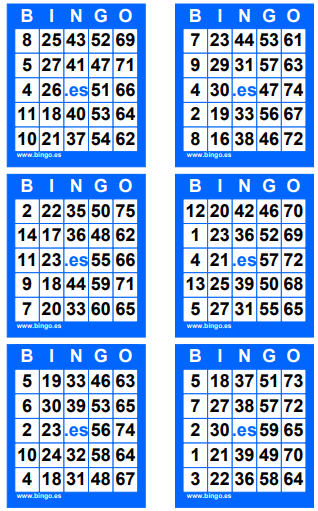 B I N G O
8 25 43 52 69
5 27 41 47 71
4 26 .es 51 66
11 18 40 53 64
10 21 37 54 62
www.bingo.es
B I N G O
7 23 44 53 61
9 29 31 57 63
4 30 .es 47 74
2 19 33 56 67
8 16 38 46 72
www.bingo.es
B I N G O
2 22 35 50 75
14 17 36 48 62
11 23 .es 55 66
9 18 44 59 71
7 20 33 60 65
www.bingo.es
B I N G O
12 20 42 46 70
1 23 36 52 69
4 21 .es 57 72
13 25 39 50 68
5 27 31 55 65
www.bingo.es
B I N G O
5 19 33 46 63
6 30 39 53 65
2 23 .es 56 74
10 24 32 58 64
4 18 31 48 67
www.bingo.es
B I N G O
5 18 37 51 73
7 27 38 57 72
2 30 .es 59 65
1 21 39 49 70
3 22 36 58 64
www.bingo.es